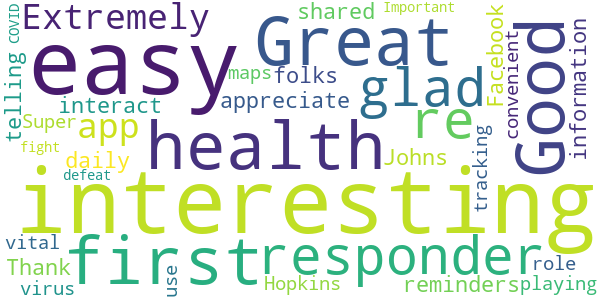 Extremely
shared
Important
COVID
easy
Great
Good
telling
maps
folks
glad
Facebook
convenient
information
interact
appreciate
Super
app
re
fight
daily
health
Johns
tracking
defeat
interesting
vital
first
responder
role
Thank
use
Hopkins
reminders
playing
virus